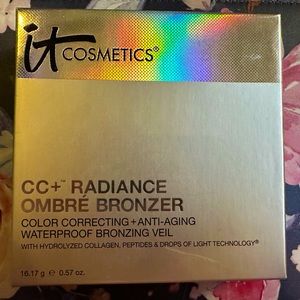 it COSMETICS®
CC+™ RADIANCE
OMBRÉ BRONZER
COLOR CORRECTING + ANTI-AGING
WATERPROOF BRONZING VEIL
WITH HYDROLYZED COLLAGEN, PEPTIDES & DROPS OF LIGHT TECHNOLOGY®
16.17 g ℮ 0.57 oz.